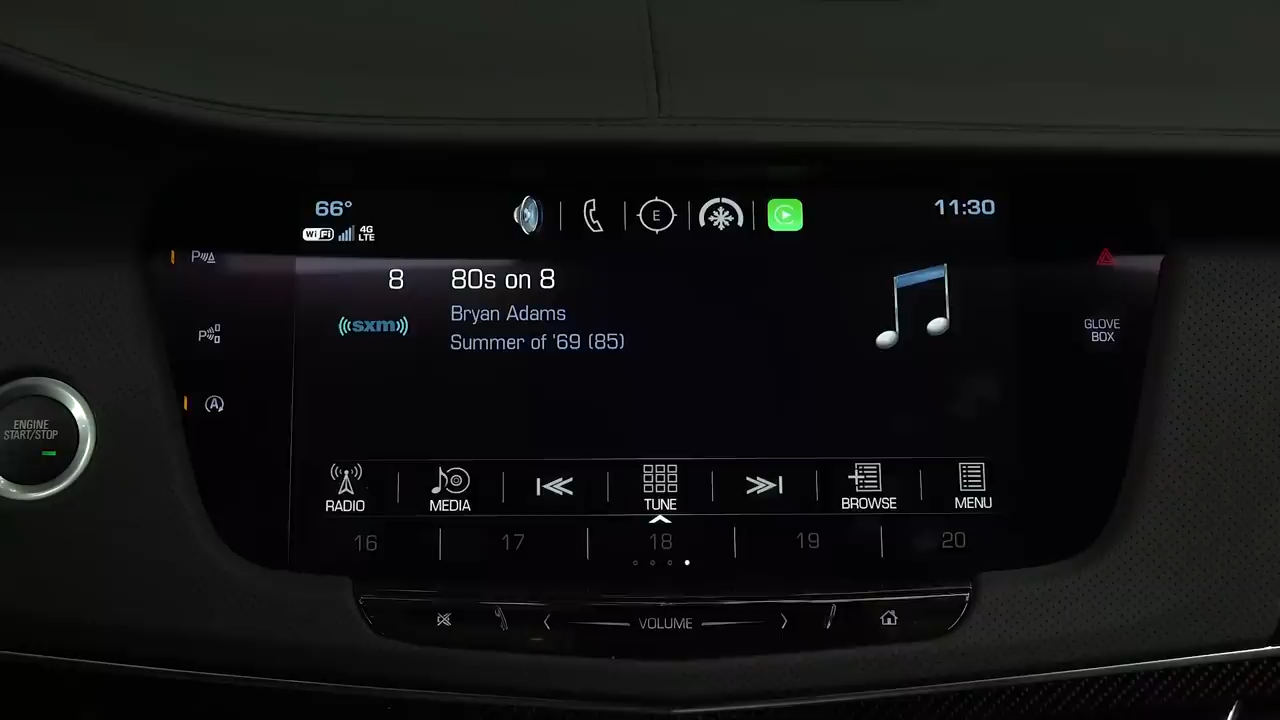 66°
11:30
WiFi
4G
LTE
E
8
80s on 8
((sxm))
Bryan Adams
Summer of '69 (85)
P
P
A
GLOVE
BOX
ENGINE
START/STOP
RADIO
MEDIA
TUNE
BROWSE
MENU
16
17
18
19
20
VOLUME